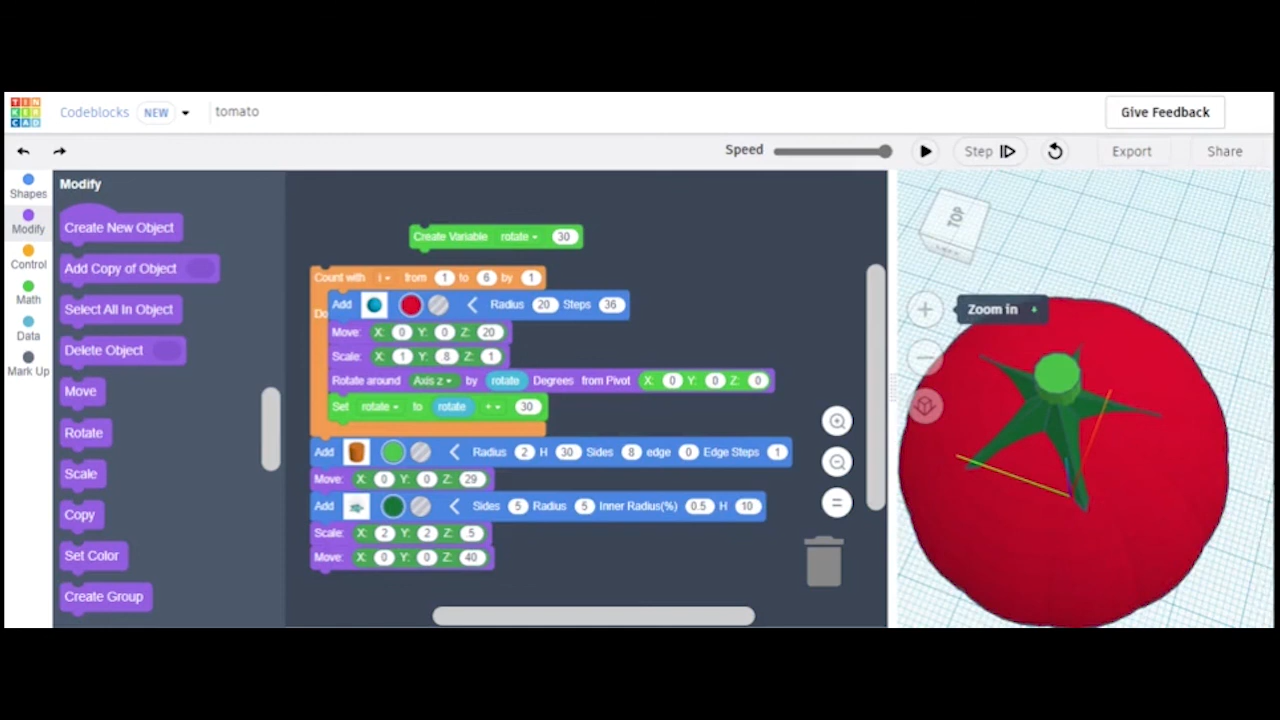 TIN
KER
CAD
Codeblocks NEW tomato
Give Feedback
Speed
Step
Export
Share
Shapes
Modify
Control
Math
Data
Mark Up
Modify
Create New Object
Add Copy of Object
Select All In Object
Delete Object
Move
Rotate
Scale
Copy
Set Color
Create Group
Create Variable rotate 30
Count with i from 1 to 6 by 1
Do
Add Radius 20 Steps 36
Move: X: 0 Y: 0 Z: 20
Scale: X: 1 Y: 8 Z: 1
Rotate around Axis z by rotate Degrees from Pivot X: 0 Y: 0 Z: 0
Set rotate to rotate + 30
Add Radius 2 H 30 Sides 8 edge 0 Edge Steps 1
Move: X: 0 Y: 0 Z: 29
Add Sides 5 Radius 5 Inner Radius(%) 0.5 H 10
Scale: X: 2 Y: 2 Z: 5
Move: X: 0 Y: 0 Z: 40
TOP
Zoom in +